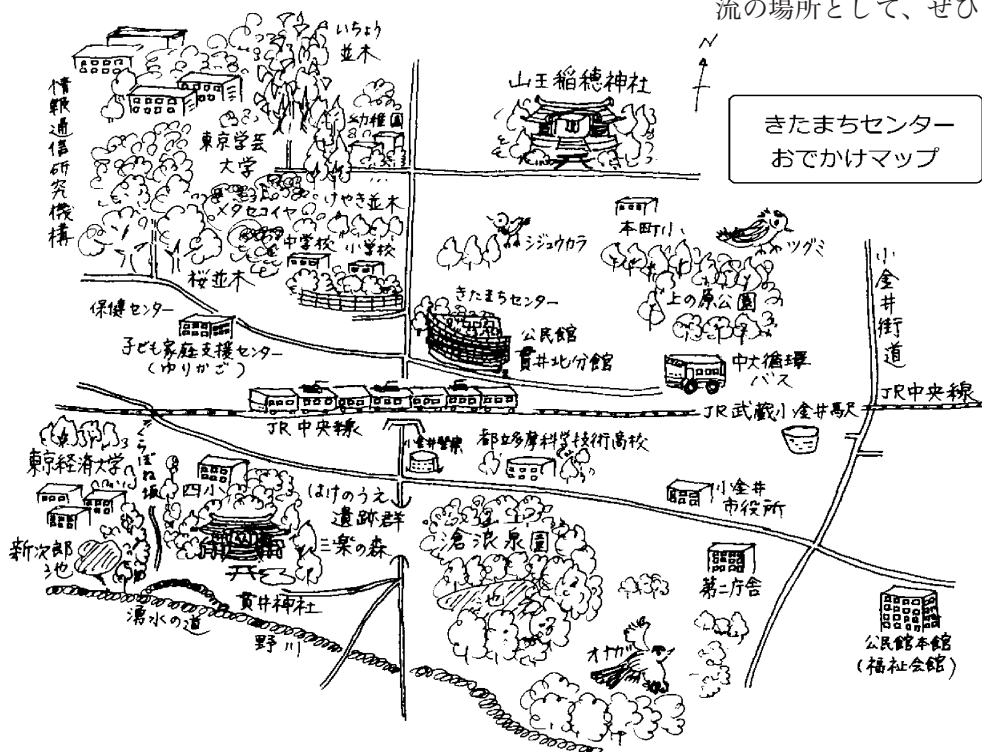 流の場所として、ぜひ
N
きたまちセンター
おでかけマップ
いちょう
並木
情報通信研究機構
東京学芸
大学
幼稚園
山王稲穂神社
メタセコイヤ
けやき並木
中学校
小学校
桜並木
シジュウカラ
本町小
ツグミ
上の原公園
小金井街道
保健センター
子ども家庭支援センター
(ゆりかご)
きたまちセンター
公民館
貫井北分館
中大循環
バス
JR中央線
JR武蔵小金井駅
JR中央線
東京経済大学
くらぼね坂
四小
小金井警察
都立多摩科学技術高校
はけのうえ
遺跡群
三楽の森
滄浪泉園
池
小金井
市役所
新次郎
池
貫井神社
湧水の道
野川
第二庁舎
オナガ
公民館本館
(福祉会館)